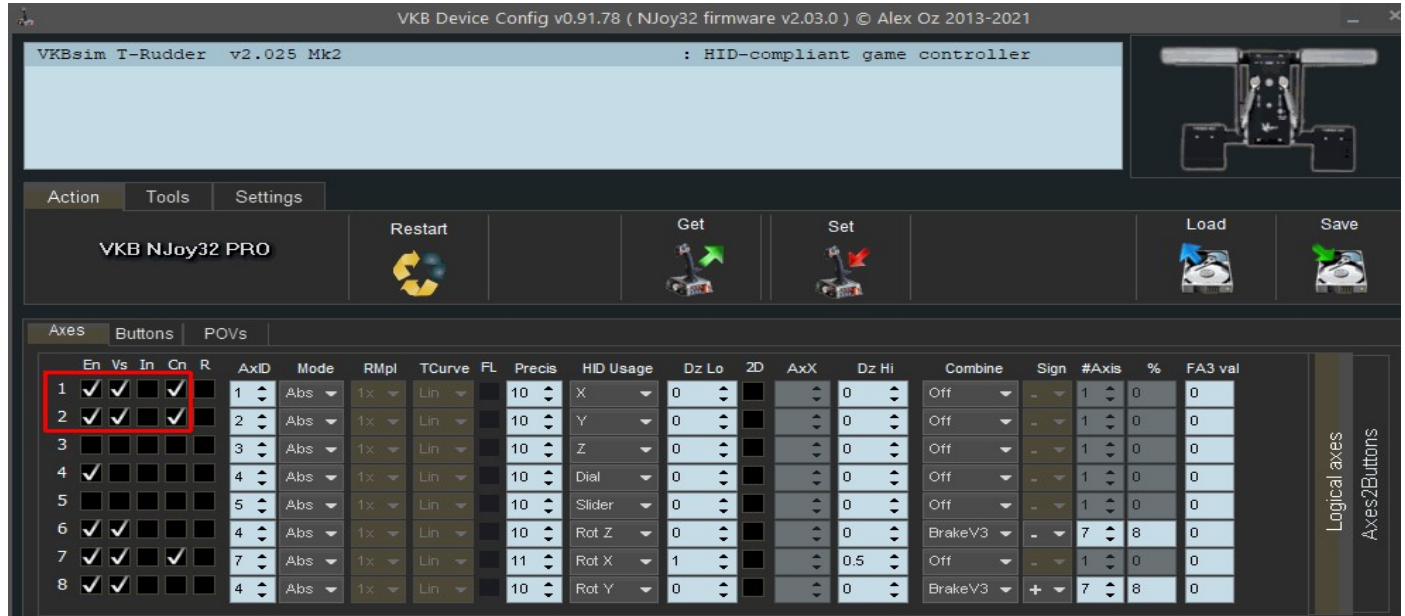 VKB Device Config v0.91.78 ( NJoy32 firmware v2.03.0 ) © Alex Oz 2013-2021
VKBsim T-Rudder v2.025 Mk2 : HID-compliant game controller
Action Tools Settings
VKB NJoy32 PRO
Restart Get Set Load Save
Axes Buttons POVs
En Vs In Cn R AxID Mode RMpl TCurve FL Precis HID Usage Dz Lo 2D AxX Dz Hi Combine Sign #Axis % FA3 val
1 1 Abs 1x Lin 10 X 0 0 Off - 1 0 0
2 2 Abs 1x Lin 10 Y 0 0 Off - 1 0 0
3 3 Abs 1x Lin 10 Z 0 0 Off - 1 0 0
4 4 Abs 1x Lin 10 Dial 0 0 Off - 1 0 0
5 5 Abs 1x Lin 10 Slider 0 0 Off - 1 0 0
6 4 Abs 1x Lin 10 Rot Z 0 0 BrakeV3 - 7 8 0
7 7 Abs 1x Lin 11 Rot X 1 0.5 Off - 1 0 0
8 4 Abs 1x Lin 10 Rot Y 0 0 BrakeV3 + 7 8 0
Logical axes
Axes2Buttons